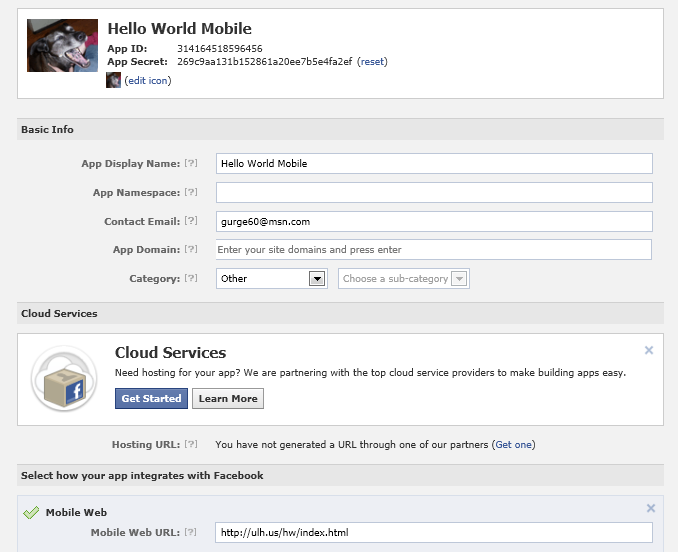 Hello World Mobile
App ID: 314164518596456
App Secret: 269c9aa131b152861a20ee7b5e4fa2ef (reset)
(edit icon)
Basic Info
App Display Name: [?] Hello World Mobile
App Namespace: [?]
Contact Email: [?] gurge60@msn.com
App Domain: [?] Enter your site domains and press enter
Category: [?] Other Choose a sub-category
Cloud Services
Cloud Services
Need hosting for your app? We are partnering with the top cloud service providers to make building apps easy.
Get Started Learn More
Hosting URL: [?] You have not generated a URL through one of our partners (Get one)
Select how your app integrates with Facebook
Mobile Web
Mobile Web URL: [?] http://ulh.us/hw/index.html